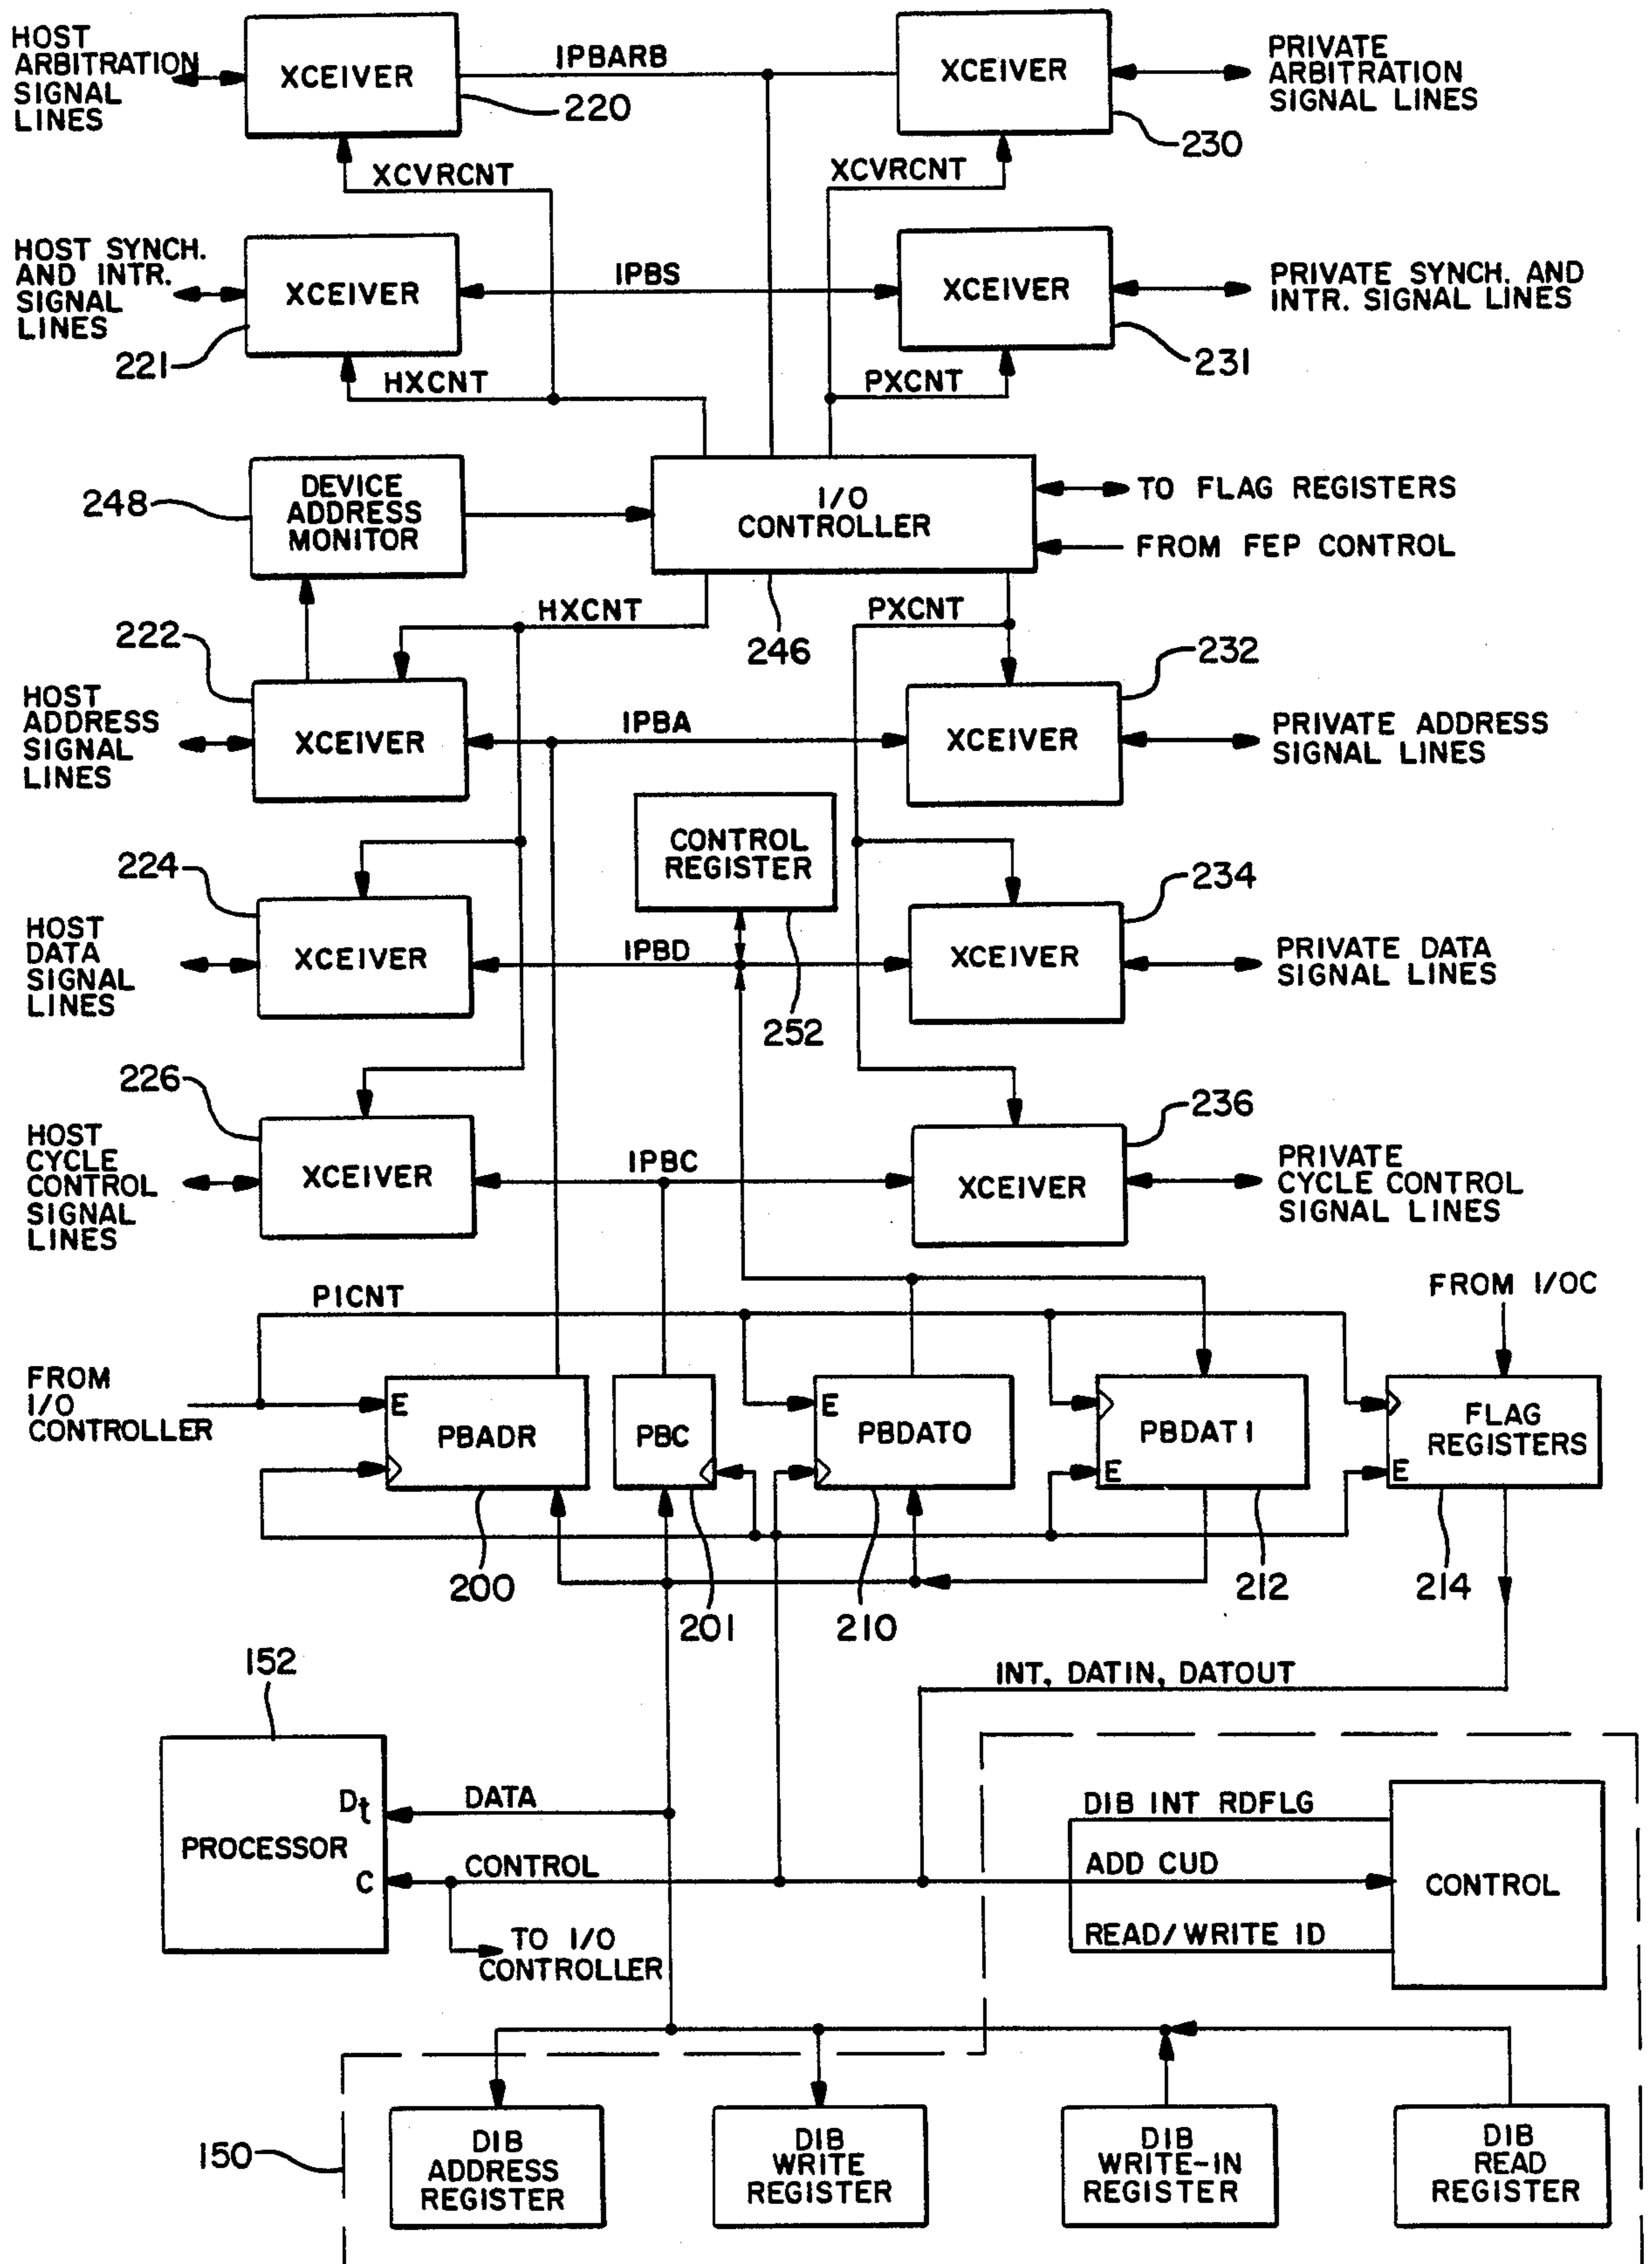 HOST
ARBITRATION
SIGNAL
LINES
XCEIVER
220
IPBARB
XCEIVER
230
PRIVATE
ARBITRATION
SIGNAL LINES
XCVRCNT
XCVRCNT
HOST SYNCH.
AND INTR.
SIGNAL
LINES
221
XCEIVER
IPBS
XCEIVER
231
PRIVATE SYNCH. AND
INTR. SIGNAL LINES
HXCNT
PXCNT
248
DEVICE
ADDRESS
MONITOR
I/O
CONTROLLER
246
TO FLAG REGISTERS
FROM FEP CONTROL
HXCNT
PXCNT
222
HOST
ADDRESS
SIGNAL
LINES
XCEIVER
IPBA
XCEIVER
232
PRIVATE ADDRESS
SIGNAL LINES
CONTROL
REGISTER
252
224
HOST
DATA
SIGNAL
LINES
XCEIVER
IPBD
XCEIVER
234
PRIVATE DATA
SIGNAL LINES
226
HOST
CYCLE
CONTROL
SIGNAL
LINES
XCEIVER
IPBC
XCEIVER
236
PRIVATE
CYCLE CONTROL
SIGNAL LINES
PICNT
FROM I/OC
FROM
I/O
CONTROLLER
E
PBADR
200
PBC
201
E
PBDATO
210
PBDATI
E
212
FLAG
REGISTERS
E
214
INT, DATIN, DATOUT
152
PROCESSOR
Dt
C
DATA
CONTROL
TO I/O
CONTROLLER
DIB INT RDFLG
ADD CUD
READ/WRITE ID
CONTROL
150
DIB
ADDRESS
REGISTER
DIB
WRITE
REGISTER
DIB
WRITE-IN
REGISTER
DIB
READ
REGISTER